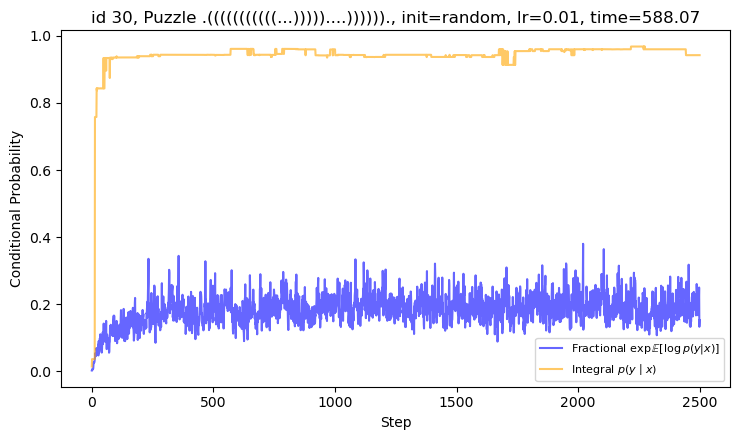 id 30, Puzzle .(((((((((((...)))))....))))))., init=random, lr=0.01, time=588.07
Conditional Probability
1.0
0.8
0.6
0.4
0.2
0.0
0
500
1000
1500
2000
2500
Step
Fractional exp𝔼[log p(y|x)]
Integral p(y | x)